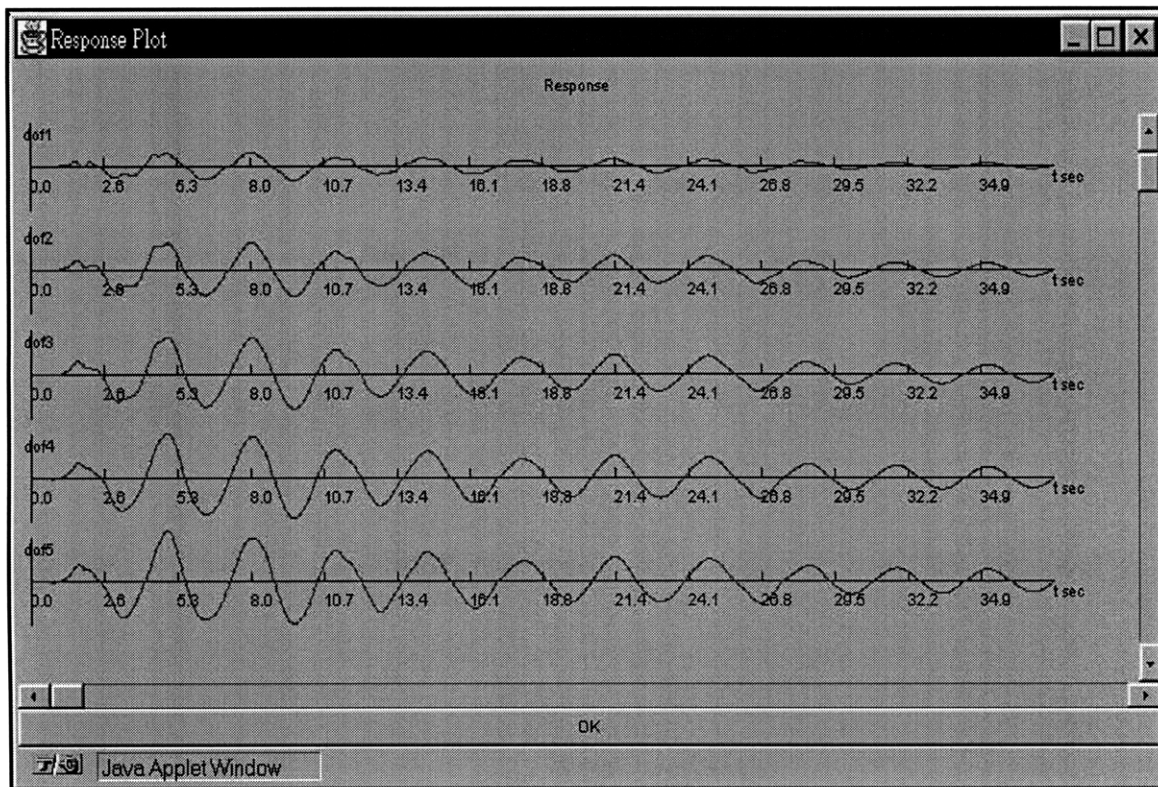 Response Plot
Response
dof1
0.0 2.6 5.3 8.0 10.7 13.4 16.1 18.8 21.4 24.1 26.8 29.5 32.2 34.9 t sec
dof2
0.0 2.6 5.3 8.0 10.7 13.4 16.1 18.8 21.4 24.1 26.8 29.5 32.2 34.9 t sec
dof3
0.0 2.6 5.3 8.0 10.7 13.4 16.1 18.8 21.4 24.1 26.8 29.5 32.2 34.9 t sec
dof4
0.0 2.6 5.3 8.0 10.7 13.4 16.1 18.8 21.4 24.1 26.8 29.5 32.2 34.9 t sec
dof5
0.0 2.6 5.3 8.0 10.7 13.4 16.1 18.8 21.4 24.1 26.8 29.5 32.2 34.9 t sec
OK
Java Applet Window